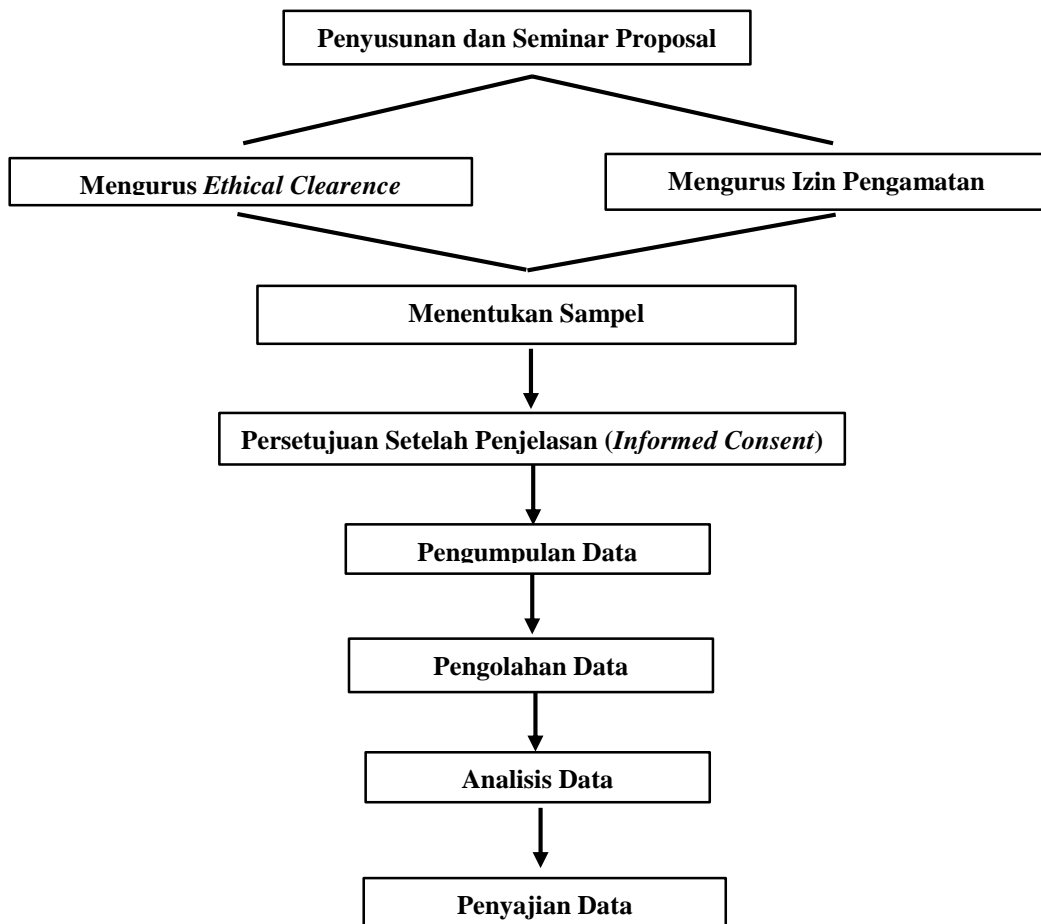 Penyusunan dan Seminar Proposal
Mengurus Ethical Clearence
Mengurus Izin Pengamatan
Menentukan Sampel
Persetujuan Setelah Penjelasan (Informed Consent)
Pengumpulan Data
Pengolahan Data
Analisis Data
Penyajian Data